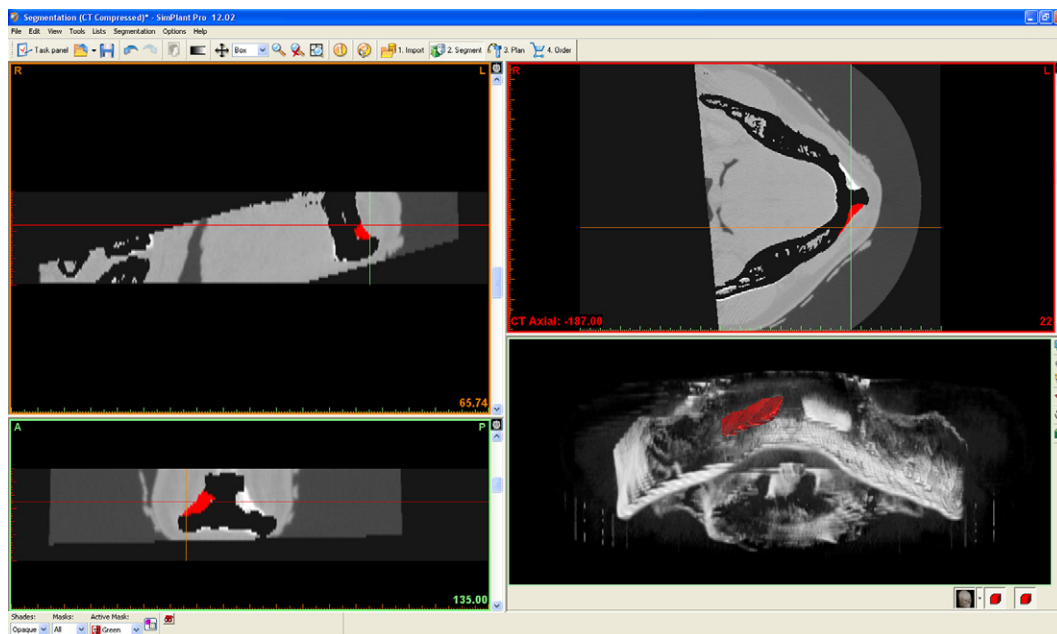 Segmentation (CT Compressed)* - SimPlant Pro 12.02
File Edit View Tools Lists Segmentation Options Help
Task panel Box 1. Import 2. Segment 3. Plan 4. Order
R L
65.74
R L
CT Axial: -187.00 22
A P
135.00
Shades: Masks: Active Mask:
Opaque All Green